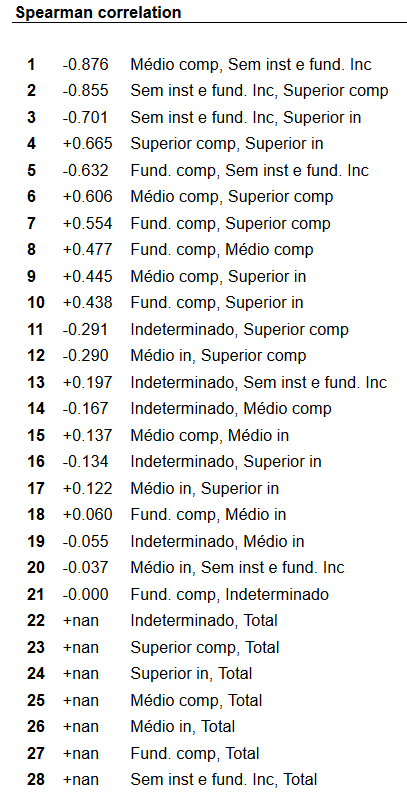 Spearman correlation
1 -0.876 Médio comp, Sem inst e fund. Inc
2 -0.855 Sem inst e fund. Inc, Superior comp
3 -0.701 Sem inst e fund. Inc, Superior in
4 +0.665 Superior comp, Superior in
5 -0.632 Fund. comp, Sem inst e fund. Inc
6 +0.606 Médio comp, Superior comp
7 +0.554 Fund. comp, Superior comp
8 +0.477 Fund. comp, Médio comp
9 +0.445 Médio comp, Superior in
10 +0.438 Fund. comp, Superior in
11 -0.291 Indeterminado, Superior comp
12 -0.290 Médio in, Superior comp
13 +0.197 Indeterminado, Sem inst e fund. Inc
14 -0.167 Indeterminado, Médio comp
15 +0.137 Médio comp, Médio in
16 -0.134 Indeterminado, Superior in
17 +0.122 Médio in, Superior in
18 +0.060 Fund. comp, Médio in
19 -0.055 Indeterminado, Médio in
20 -0.037 Médio in, Sem inst e fund. Inc
21 -0.000 Fund. comp, Indeterminado
22 +nan Indeterminado, Total
23 +nan Superior comp, Total
24 +nan Superior in, Total
25 +nan Médio comp, Total
26 +nan Médio in, Total
27 +nan Fund. comp, Total
28 +nan Sem inst e fund. Inc, Total